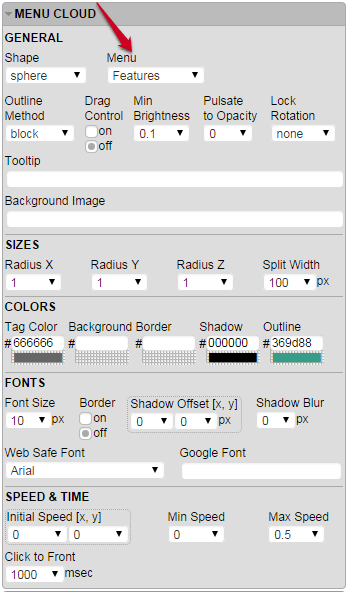 MENU CLOUD
GENERAL
Shape Menu
sphere Features
Outline Method Drag Control Min Brightness Pulsate to Opacity Lock Rotation
block on off 0.1 0 none
Tooltip
Background Image
SIZES
Radius X Radius Y Radius Z Split Width
1 1 1 100 px
COLORS
Tag Color Background Border Shadow Outline
# 666666 # # # 000000 # 369d88
FONTS
Font Size Border Shadow Offset [x, y] Shadow Blur
10 px on off 0 0 px 0 px
Web Safe Font Google Font
Arial
SPEED & TIME
Initial Speed [x, y] Min Speed Max Speed
0 0 0 0.5
Click to Front
1000 msec